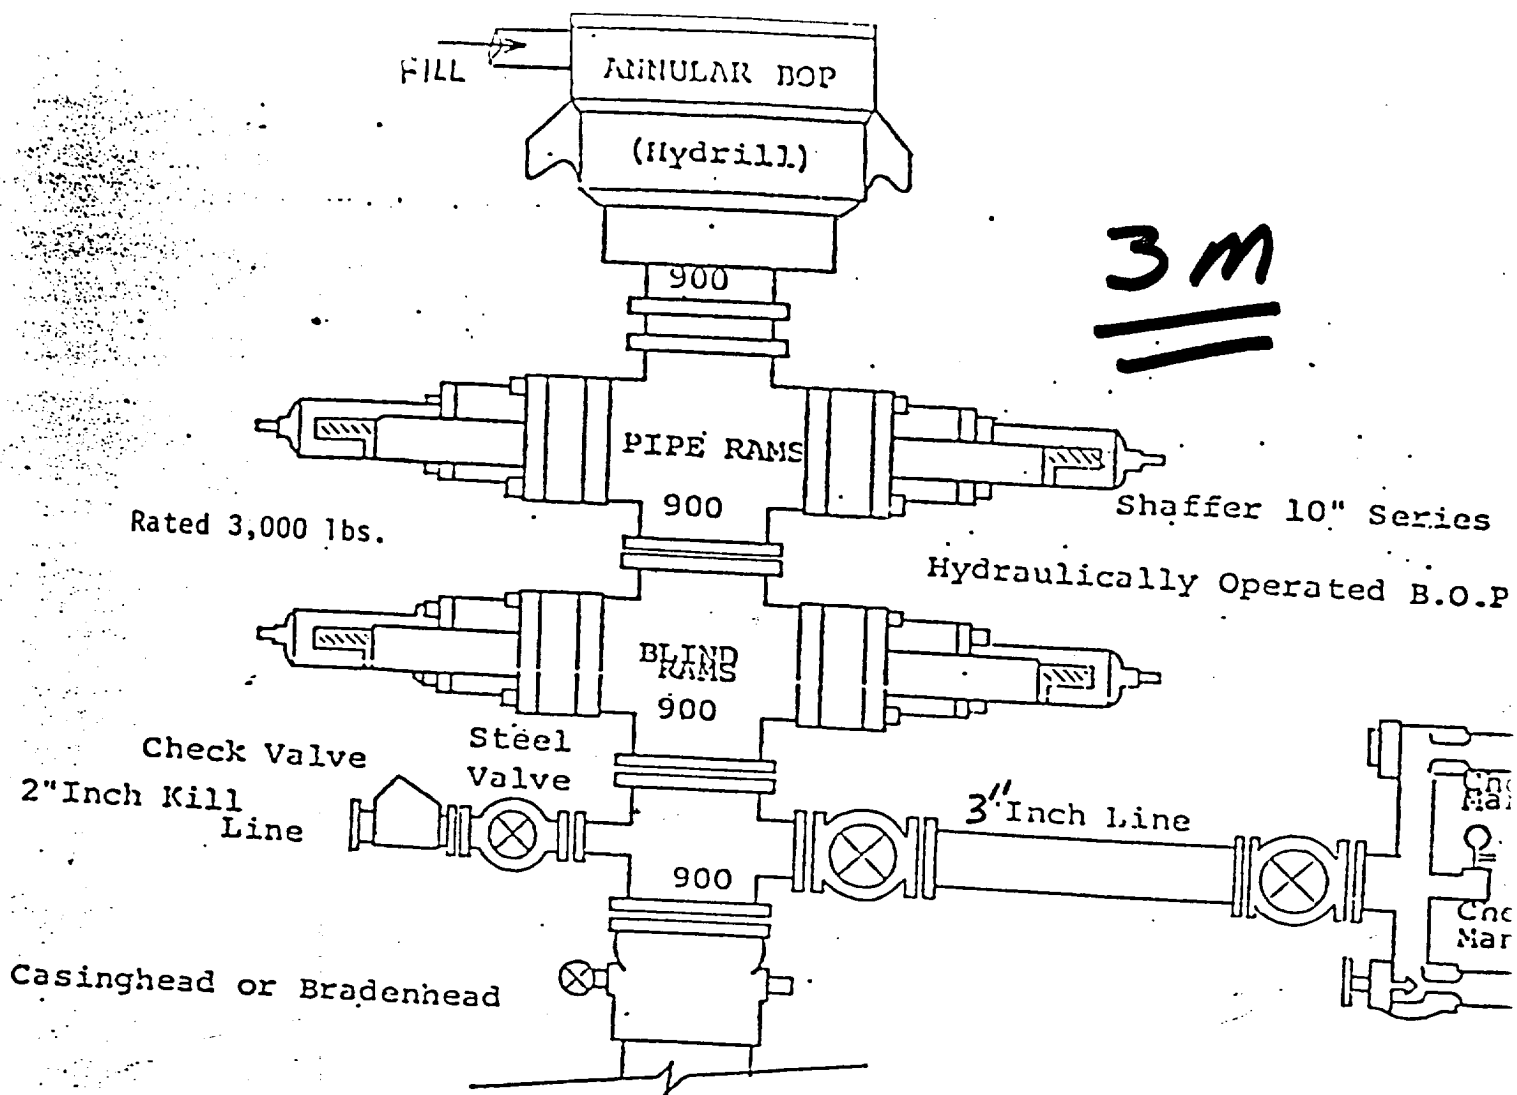 FILL
ANNULAR BOP
(Hydrill)
3 M
900
PIPE RAMS
900
Shaffer 10" Series
Rated 3,000 lbs.
Hydraulically Operated B.O.P
BLIND
RAMS
900
Check Valve
Steel
Valve
2"Inch Kill
Line
3"Inch Line
900
Casinghead or Bradenhead